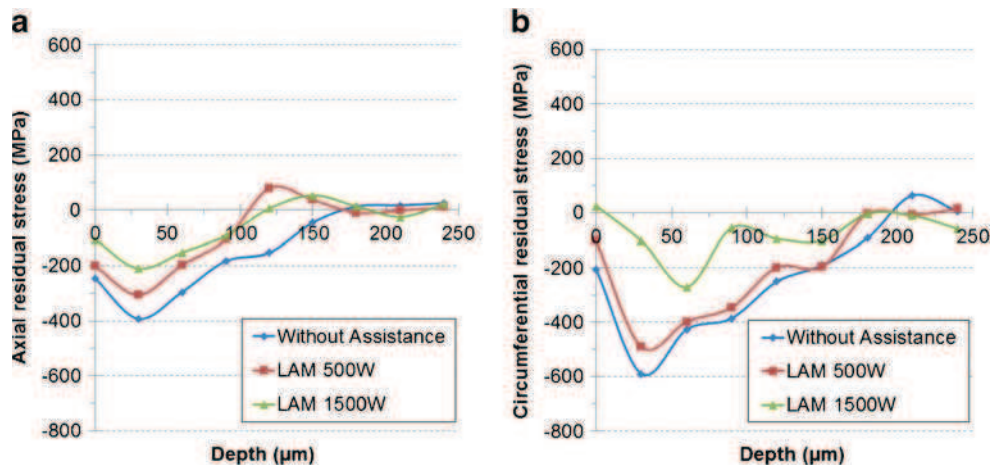 a
Axial residual stress (MPa)
600
400
200
0
-200
-400
-600
-800
0 50 100 150 200 250
Without Assistance
LAM 500W
LAM 1500W
Depth (µm)
b
Circumferential residual stress (MPa)
600
400
200
0
-200
-400
-600
-800
0 50 100 150 200 250
Without Assistance
LAM 500W
LAM 1500W
Depth (µm)